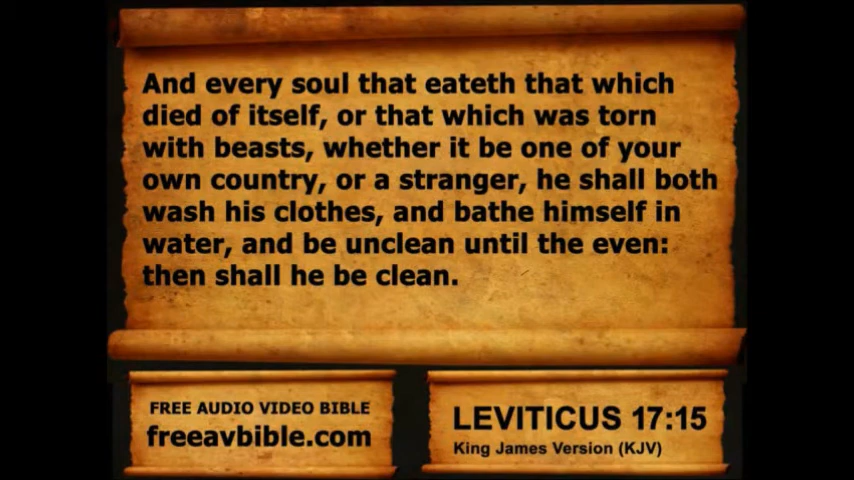 And every soul that eateth that which
died of itself, or that which was torn
with beasts, whether it be one of your
own country, or a stranger, he shall both
wash his clothes, and bathe himself in
water, and be unclean until the even:
then shall he be clean.
FREE AUDIO VIDEO BIBLE
freeavbible.com
LEVITICUS 17:15
King James Version (KJV)